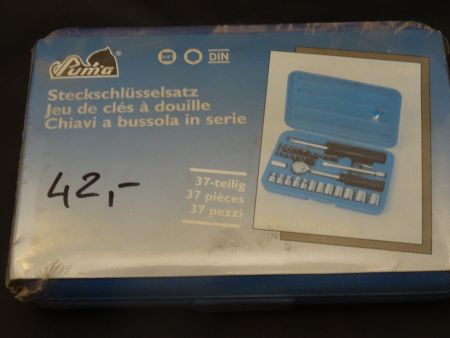 Puma ®
DIN
Steckschlüsselsatz
Jeu de clés à douille
Chiavi a bussola in serie
42,-
37-teilig
37 pièces
37 pezzi